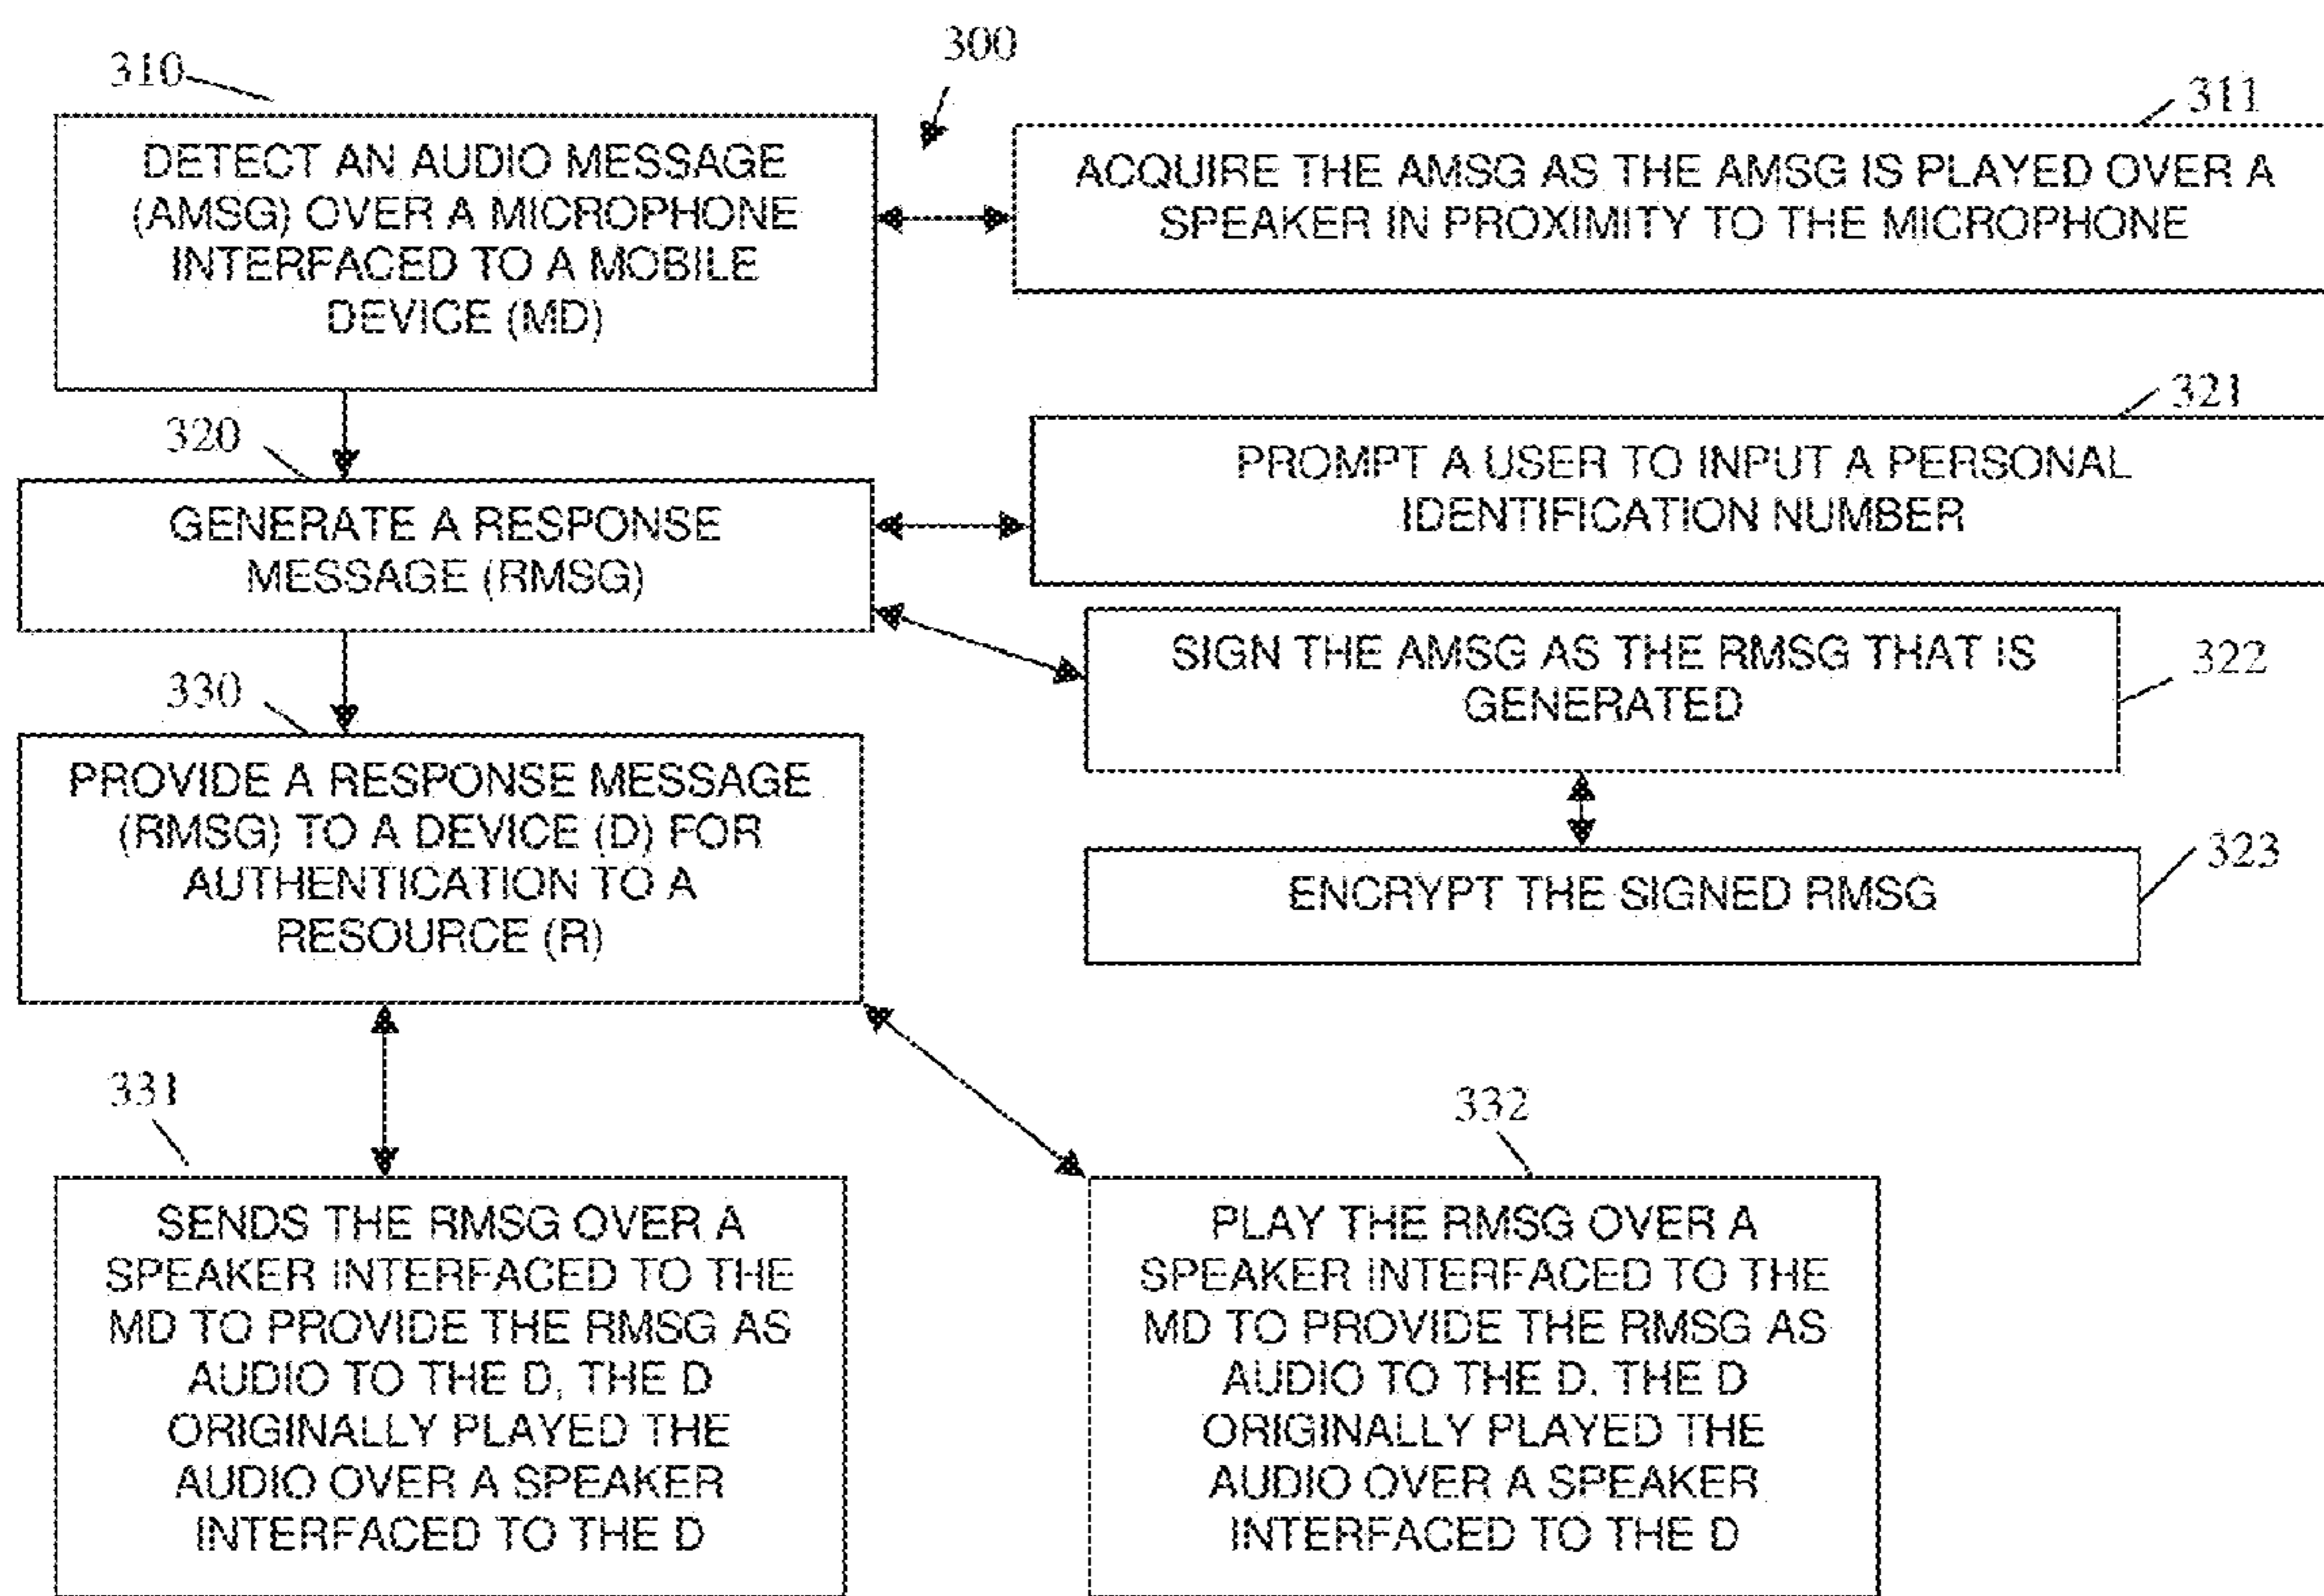 310
300
DETECT AN AUDIO MESSAGE
(AMSG) OVER A MICROPHONE
INTERFACED TO A MOBILE
DEVICE (MD)
311
ACQUIRE THE AMSG AS THE AMSG IS PLAYED OVER A
SPEAKER IN PROXIMITY TO THE MICROPHONE
320
GENERATE A RESPONSE
MESSAGE (RMSG)
321
PROMPT A USER TO INPUT A PERSONAL
IDENTIFICATION NUMBER
SIGN THE AMSG AS THE RMSG THAT IS
GENERATED
322
330
PROVIDE A RESPONSE MESSAGE
(RMSG) TO A DEVICE (D) FOR
AUTHENTICATION TO A
RESOURCE (R)
ENCRYPT THE SIGNED RMSG
323
331
SENDS THE RMSG OVER A
SPEAKER INTERFACED TO THE
MD TO PROVIDE THE RMSG AS
AUDIO TO THE D, THE D
ORIGINALLY PLAYED THE
AUDIO OVER A SPEAKER
INTERFACED TO THE D
332
PLAY THE RMSG OVER A
SPEAKER INTERFACED TO THE
MD TO PROVIDE THE RMSG AS
AUDIO TO THE D. THE D
ORIGINALLY PLAYED THE
AUDIO OVER A SPEAKER
INTERFACED TO THE D